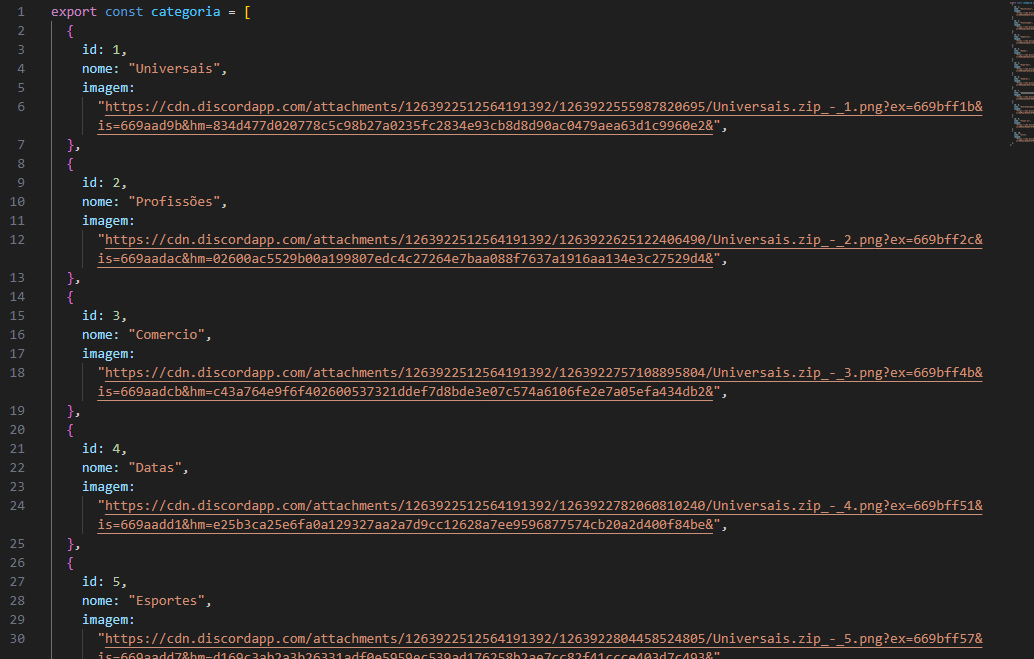 1 export const categoria = [
2 {
3 id: 1,
4 nome: "Universais",
5 imagem:
6 "https://cdn.discordapp.com/attachments/1263922512564191392/1263922555987820695/Universais.zip_-_1.png?ex=669bff1b&
is=669aad9b&hm=834d477d020778c5c98b27a0235fc2834e93cb8d8d90ac0479aea63d1c9960e2&",
7 },
8 {
9 id: 2,
10 nome: "Profissões",
11 imagem:
12 "https://cdn.discordapp.com/attachments/1263922512564191392/1263922625122406490/Universais.zip_-_2.png?ex=669bff2c&
is=669aadac&hm=02600ac5529b00a199807edc4c27264e7baa088f7637a1916aa134e3c27529d4&",
13 },
14 {
15 id: 3,
16 nome: "Comercio",
17 imagem:
18 "https://cdn.discordapp.com/attachments/1263922512564191392/1263922757108895804/Universais.zip_-_3.png?ex=669bff4b&
is=669aadcb&hm=c43a764e9f6f402600537321ddef7d8bde3e07c574a6106fe2e7a05efa434db2&",
19 },
20 {
21 id: 4,
22 nome: "Datas",
23 imagem:
24 "https://cdn.discordapp.com/attachments/1263922512564191392/1263922782060810240/Universais.zip_-_4.png?ex=669bff51&
is=669aadd1&hm=e25b3ca25e6fa0a129327aa2a7d9cc12628a7ee9596877574cb20a2d400f84be&",
25 },
26 {
27 id: 5,
28 nome: "Esportes",
29 imagem:
30 "https://cdn.discordapp.com/attachments/1263922512564191392/1263922804458524805/Universais.zip_-_5.png?ex=669bff57&